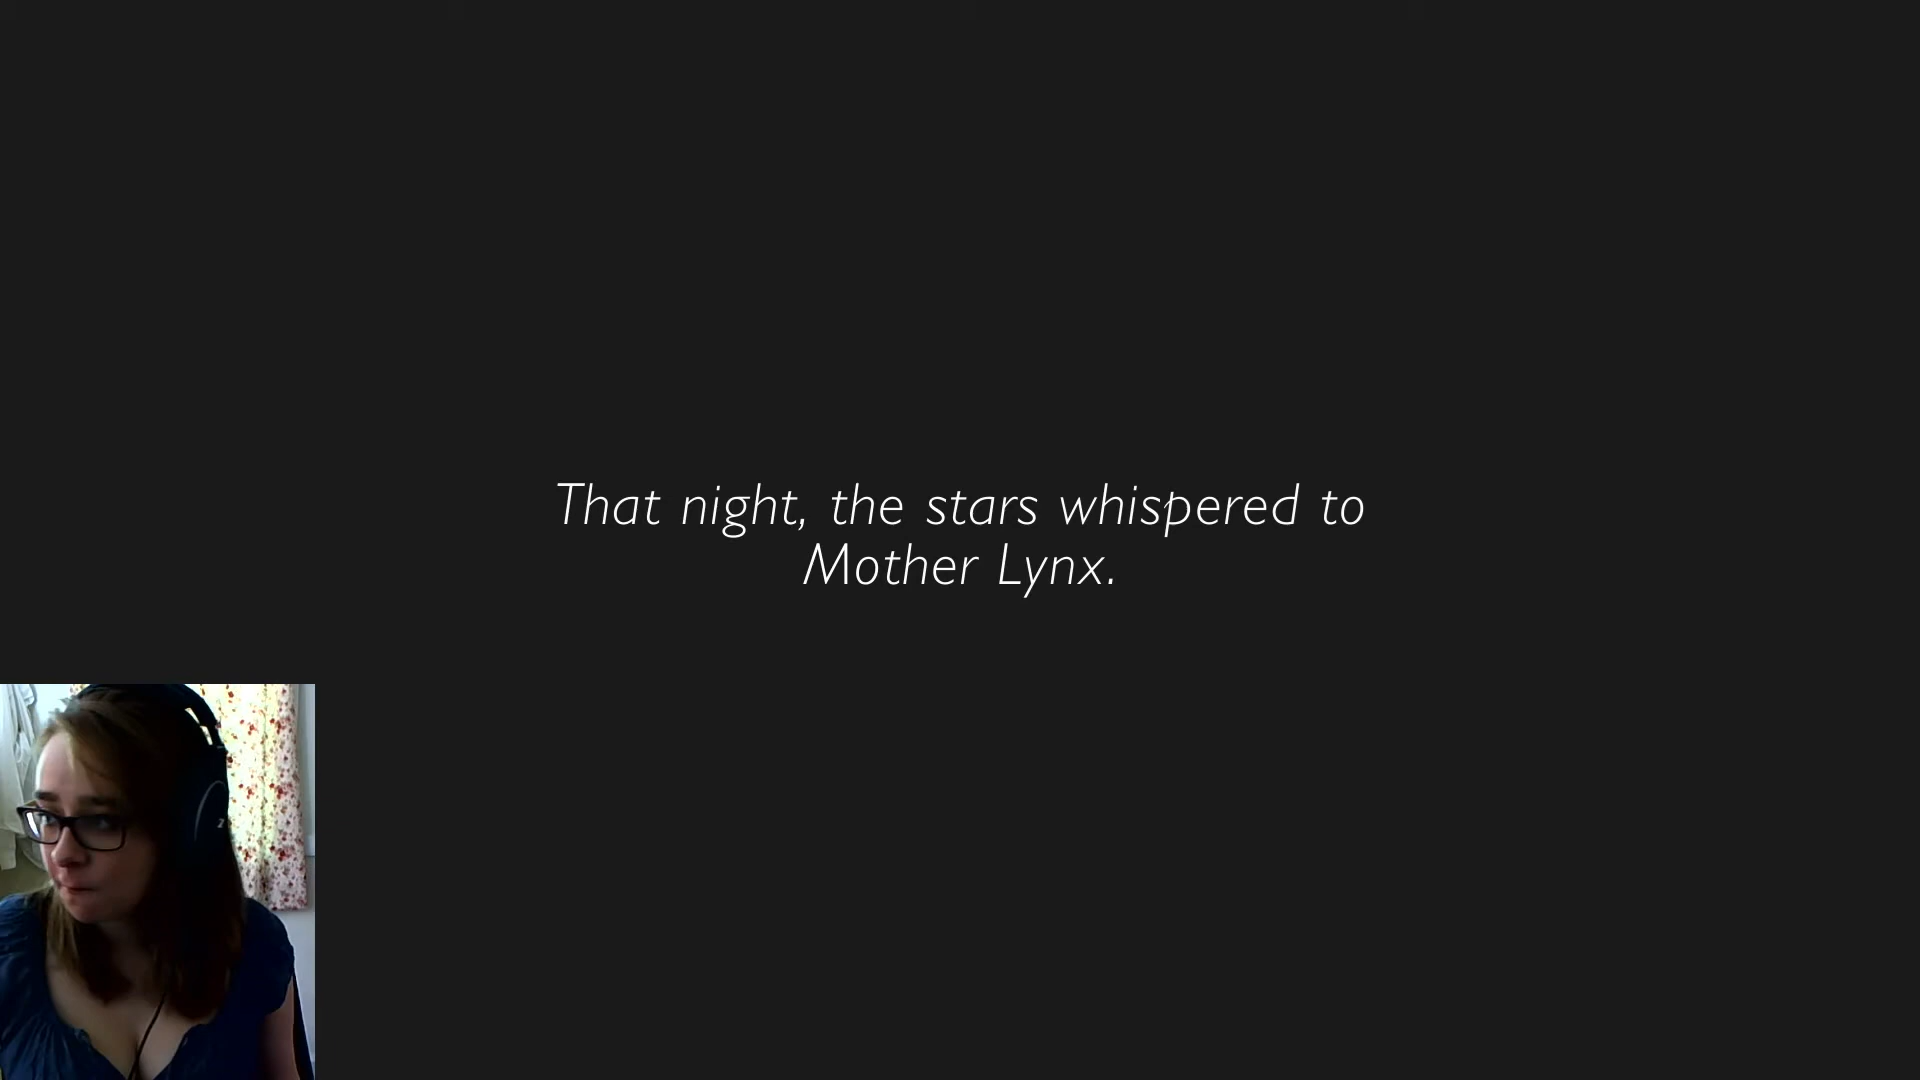 That night, the stars whispered to
Mother Lynx.